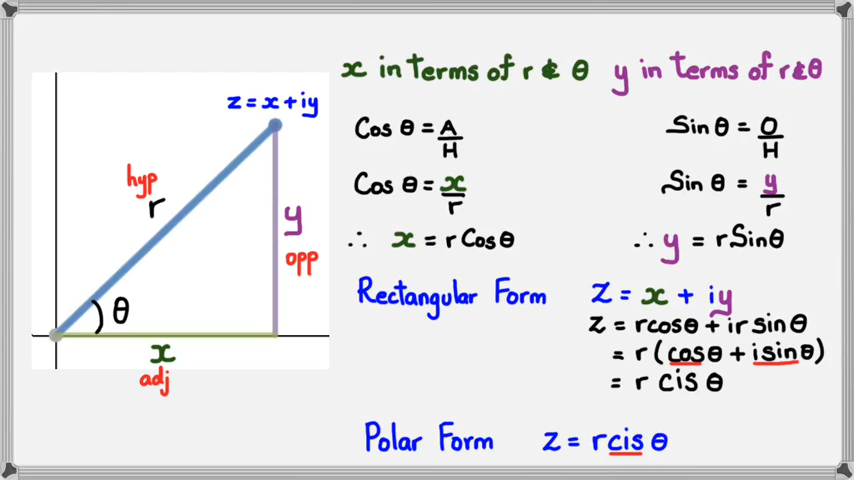 z = x + iy
hyp
r
y
opp
θ
x
adj
x in terms of r & θ
Cos θ = A/H
Cos θ = x/r
∴ x = r Cos θ
y in terms of r & θ
Sin θ = O/H
Sin θ = y/r
∴ y = r Sin θ
Rectangular Form z = x + iy
z = r cos θ + i r sin θ
= r ( cos θ + i sin θ )
= r cis θ
Polar Form z = r cis θ